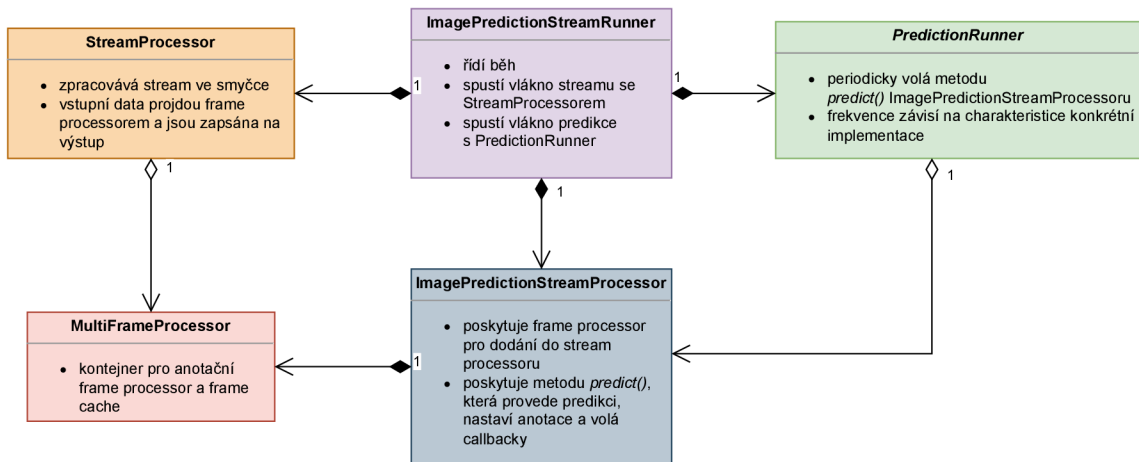 StreamProcessor
• zpracovává stream ve smyčce
• vstupní data projdou frame
processorem a jsou zapsána na
výstup
1
ImagePredictionStreamRunner
• řídí běh
• spustí vlákno streamu se
StreamProcessorem
• spustí vlákno predikce
s PredictionRunner
1
1
1
PredictionRunner
• periodicky volá metodu
predict() ImagePredictionStreamProcessoru
• frekvence závisí na charakteristice konkrétní
implementace
1
MultiFrameProcessor
• kontejner pro anotační
frame processor a frame
cache
ImagePredictionStreamProcessor
• poskytuje frame processor
pro dodání do stream
processoru
• poskytuje metodu predict(),
která provede predikci,
nastaví anotace a volá
callbacky
1